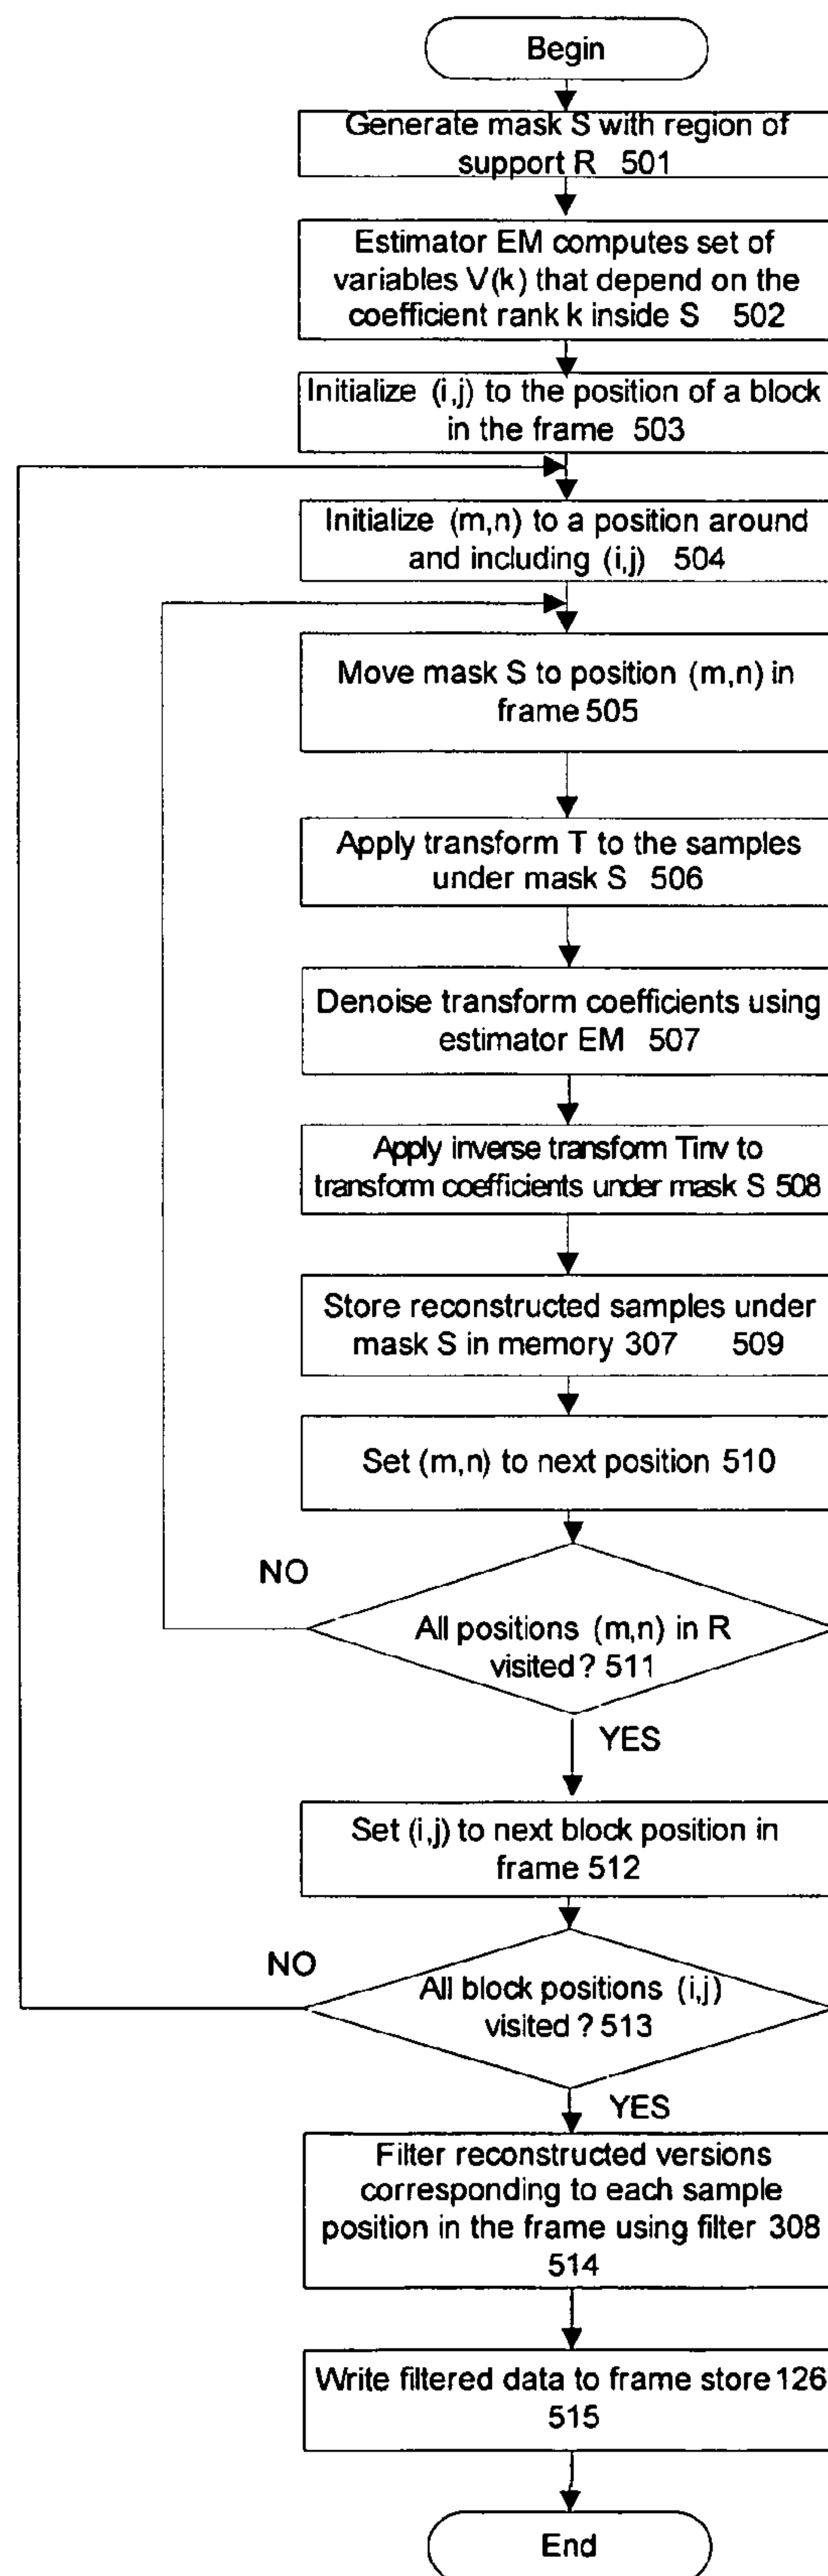 Begin
Generate mask S with region of
support R 501
Estimator EM computes set of
variables V(k) that depend on the
coefficient rank k inside S 502
Initialize (i,j) to the position of a block
in the frame 503
Initialize (m,n) to a position around
and including (i,j) 504
Move mask S to position (m,n) in
frame 505
Apply transform T to the samples
under mask S 506
Denoise transform coefficients using
estimator EM 507
Apply inverse transform Tinv to
transform coefficients under mask S 508
Store reconstructed samples under
mask S in memory 307 509
Set (m,n) to next position 510
NO
All positions (m,n) in R
visited? 511
YES
Set (i,j) to next block position in
frame 512
NO
All block positions (i,j)
visited? 513
YES
Filter reconstructed versions
corresponding to each sample
position in the frame using filter 308
514
Write filtered data to frame store 126
515
End